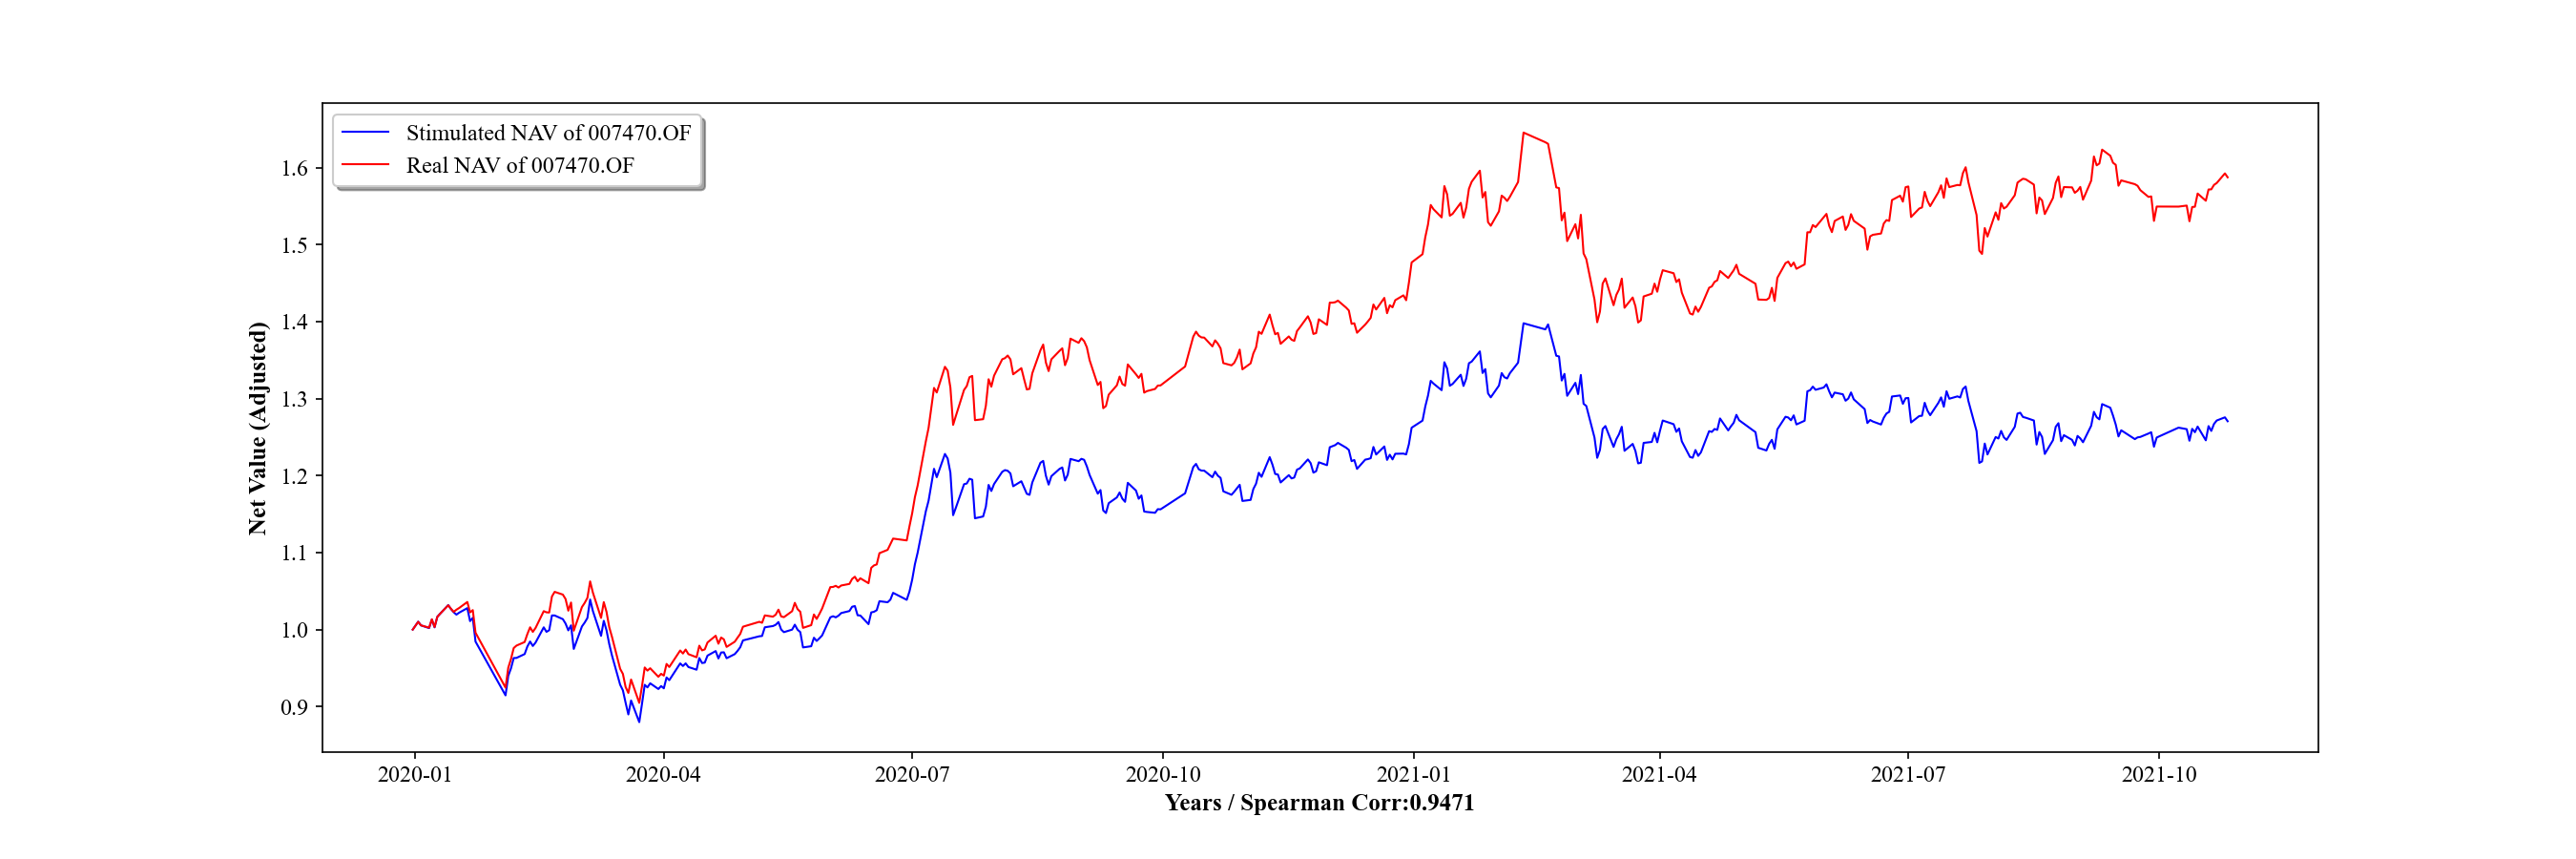 Stimulated NAV of 007470.OF
Real NAV of 007470.OF
1.6
1.5
1.4
1.3
1.2
1.1
1.0
0.9
Net Value (Adjusted)
2020-01 2020-04 2020-07 2020-10 2021-01 2021-04 2021-07 2021-10
Years / Spearman Corr:0.9471